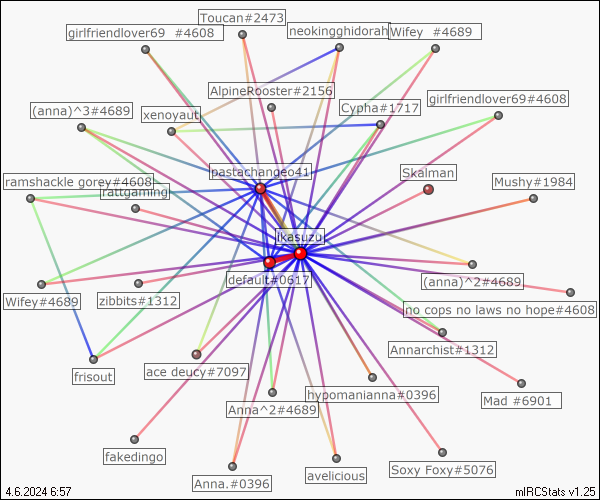 Toucan#2473
girlfriendlover69 #4608
neokingghidorah
Wifey #4689
AlpineRooster#2156
girlfriendlover69#4608
(anna)^3#4689
xenoyaut
Cypha#1717
pastachangeo41
Skalman
ramshackle gorey#4608
Mushy#1984
rattgaming
ikasuzu
default#0617
(anna)^2#4689
Wifey#4689
zibbits#1312
no cops no laws no hope#4608
Annarchist#1312
frisout
ace deucy#7097
hypomanianna#0396
Mad #6901
Anna^2#4689
fakedingo
Anna.#0396
avelicious
Soxy Foxy#5076
4.6.2024 6:57
mIRCStats v1.25